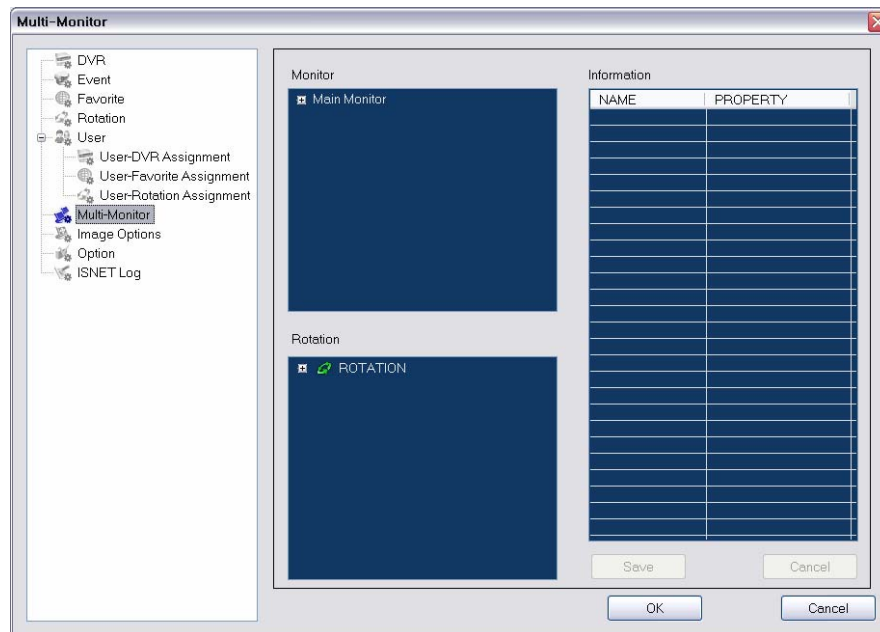 Multi-Monitor
DVR
Event
Favorite
Rotation
User
User-DVR Assignment
User-Favorite Assignment
User-Rotation Assignment
Multi-Monitor
Image Options
Option
ISNET Log
Monitor
Main Monitor
Rotation
ROTATION
Information
NAME PROPERTY
Save Cancel
OK Cancel